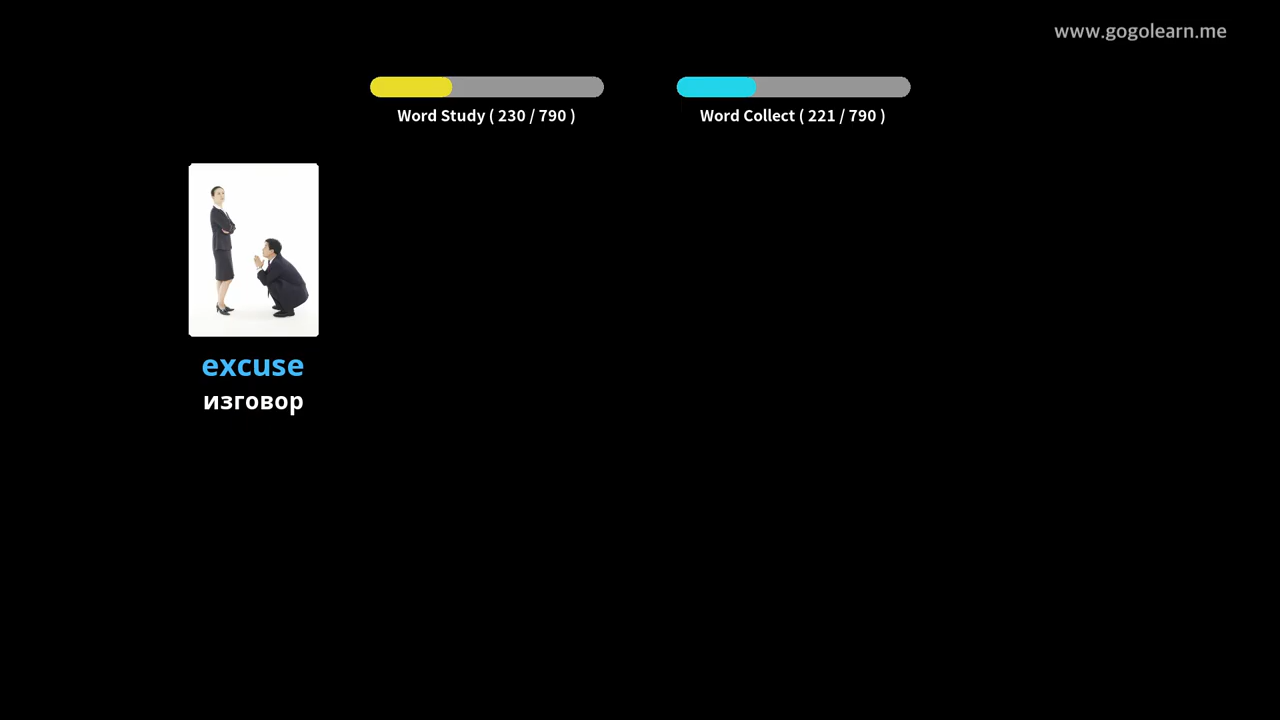 www.gogolearn.me
Word Study ( 230 / 790 )
Word Collect ( 221 / 790 )
excuse
изговор